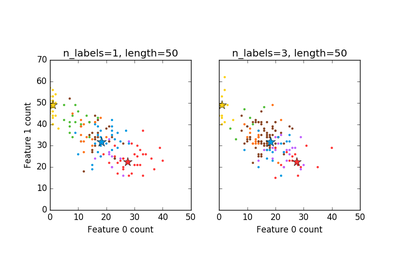 n_labels=1, length=50
n_labels=3, length=50
Feature 1 count
70
60
50
40
30
20
10
0
0 10 20 30 40 50
0 10 20 30 40 50
Feature 0 count
Feature 0 count